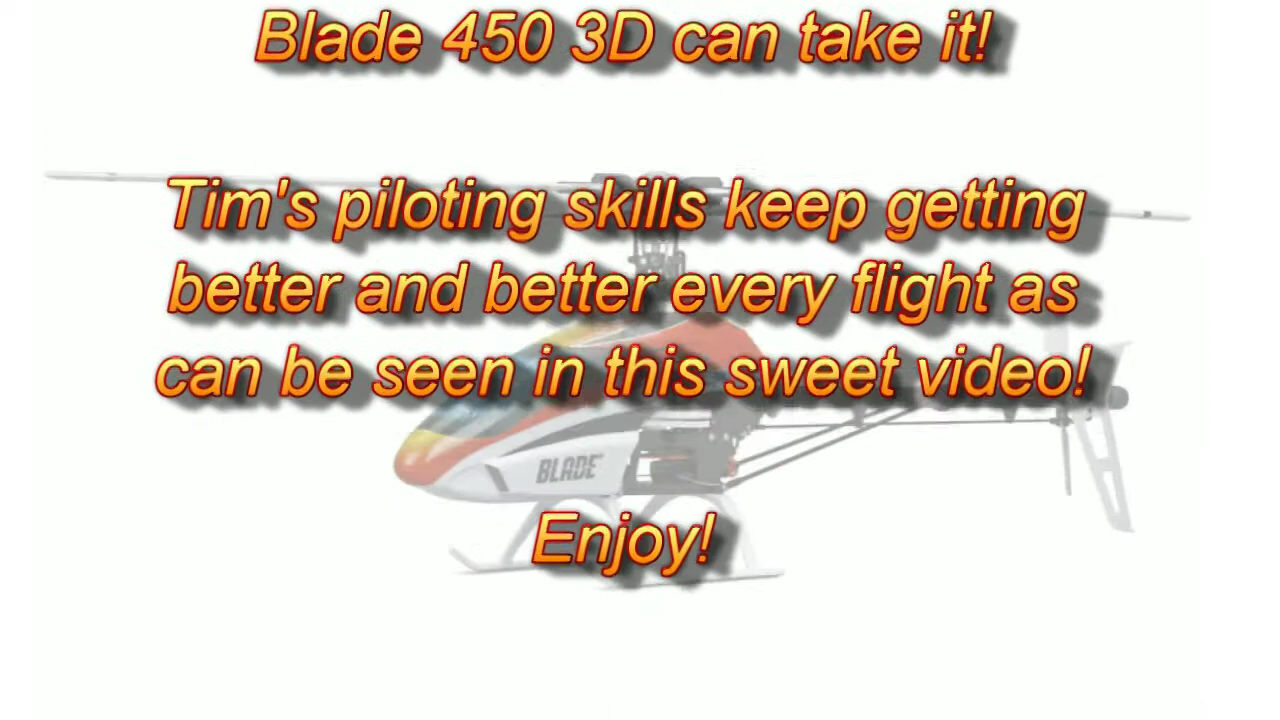 Blade 450 3D can take it!
Tim's piloting skills keep getting
better and better every flight as
can be seen in this sweet video!
BLADE
Enjoy!